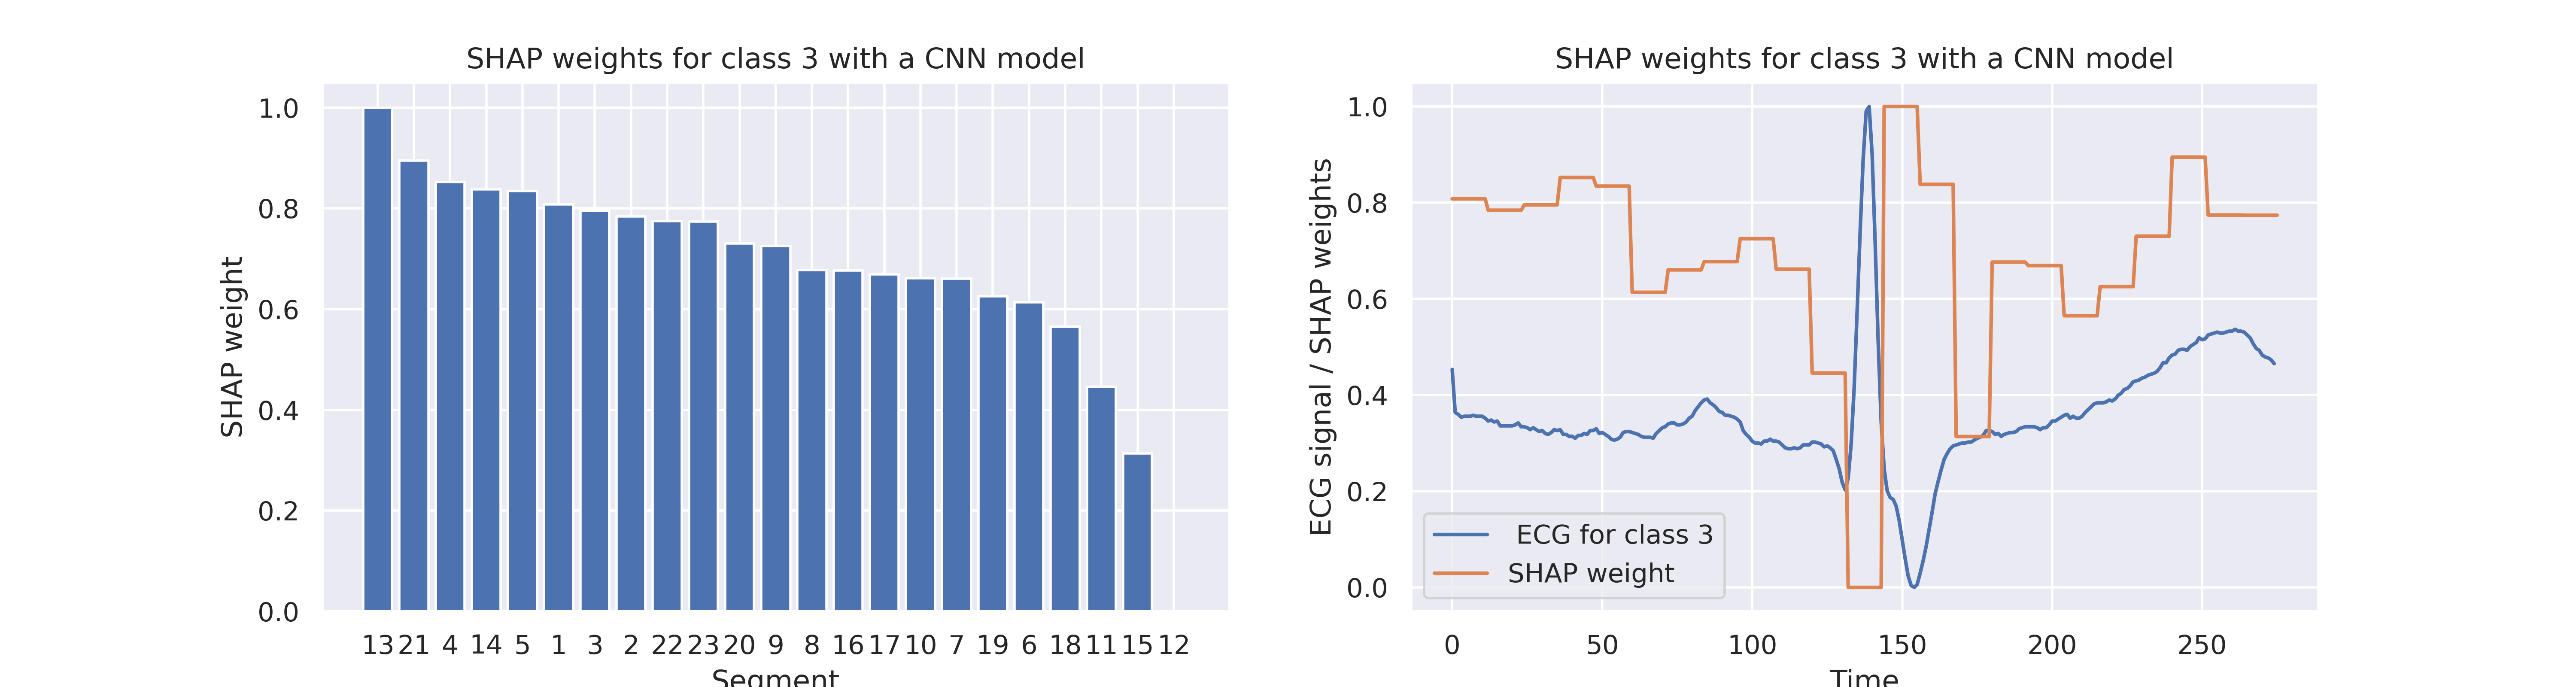 SHAP weights for class 3 with a CNN model
SHAP weight
1.0
0.8
0.6
0.4
0.2
0.0
13 21 4 14 5 1 3 2 22 23 20 9 8 16 17 10 7 19 6 18 11 15 12
Segment
SHAP weights for class 3 with a CNN model
ECG signal / SHAP weights
1.0
0.8
0.6
0.4
0.2
0.0
ECG for class 3
SHAP weight
0 50 100 150 200 250
Time